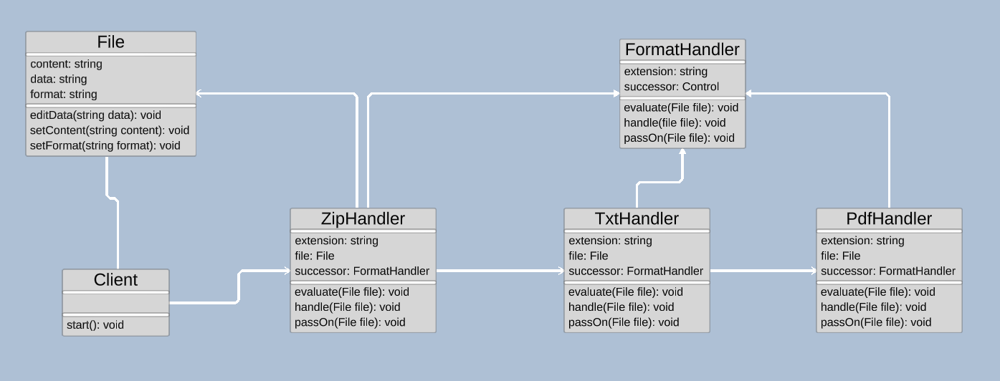 File
content: string
data: string
format: string
editData(string data): void
setContent(string content): void
setFormat(string format): void
FormatHandler
extension: string
successor: Control
evaluate(File file): void
handle(file file): void
passOn(File file): void
Client
start(): void
ZipHandler
extension: string
file: File
successor: FormatHandler
evaluate(File file): void
handle(File file): void
passOn(File file): void
TxtHandler
extension: string
file: File
successor: FormatHandler
evaluate(File file): void
handle(File file): void
passOn(File file): void
PdfHandler
extension: string
file: File
successor: FormatHandler
evaluate(File file): void
handle(File file): void
passOn(File file): void